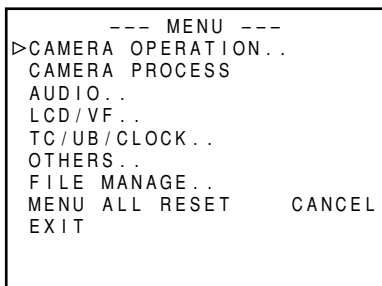 --- MENU ---
▷CAMERA OPERATION..
CAMERA PROCESS
AUDIO..
LCD/VF..
TC/UB/CLOCK..
OTHERS..
FILE MANAGE..
MENU ALL RESET CANCEL
EXIT